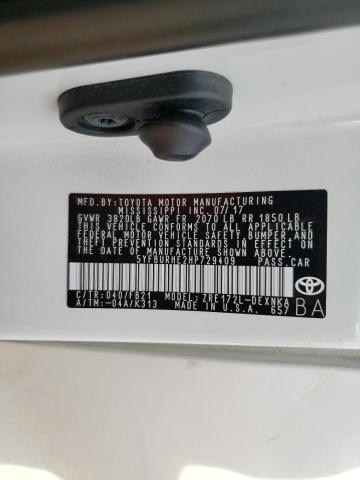 MFD.BY:TOYOTA MOTOR MANUFACTURING
MISSISSIPPI INC. 07/17
GVWR 3820LB GAWR FR 2070 LB RR 1850 LB
THIS VEHICLE CONFORMS TO ALL APPLICABLE
FEDERAL MOTOR VEHICLE SAFETY, BUMPER AND
THEFT PREVENTION STANDARDS IN EFFECT ON
THE DATE OF MANUFACTURE SHOWN ABOVE.
5YFBURHE2HP729409 PASS.CAR
C/TR:040/FB21 MODEL:ZRE172L-DEXNKA
A/TM:-04A/K313 MADE IN U.S.A. 6S7
BA
TOYOTA